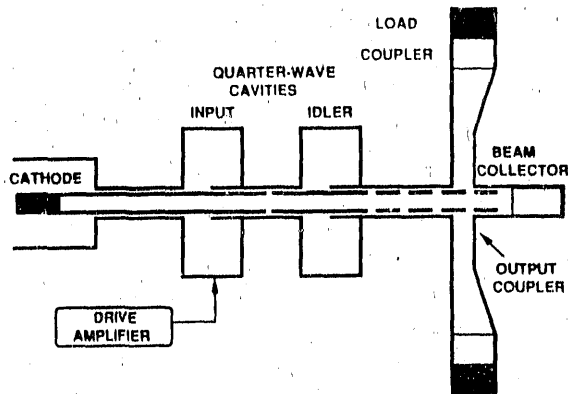 LOAD
COUPLER
QUARTER-WAVE
CAVITIES
INPUT
IDLER
CATHODE
BEAM
COLLECTOR
OUTPUT
COUPLER
DRIVE
AMPLIFIER